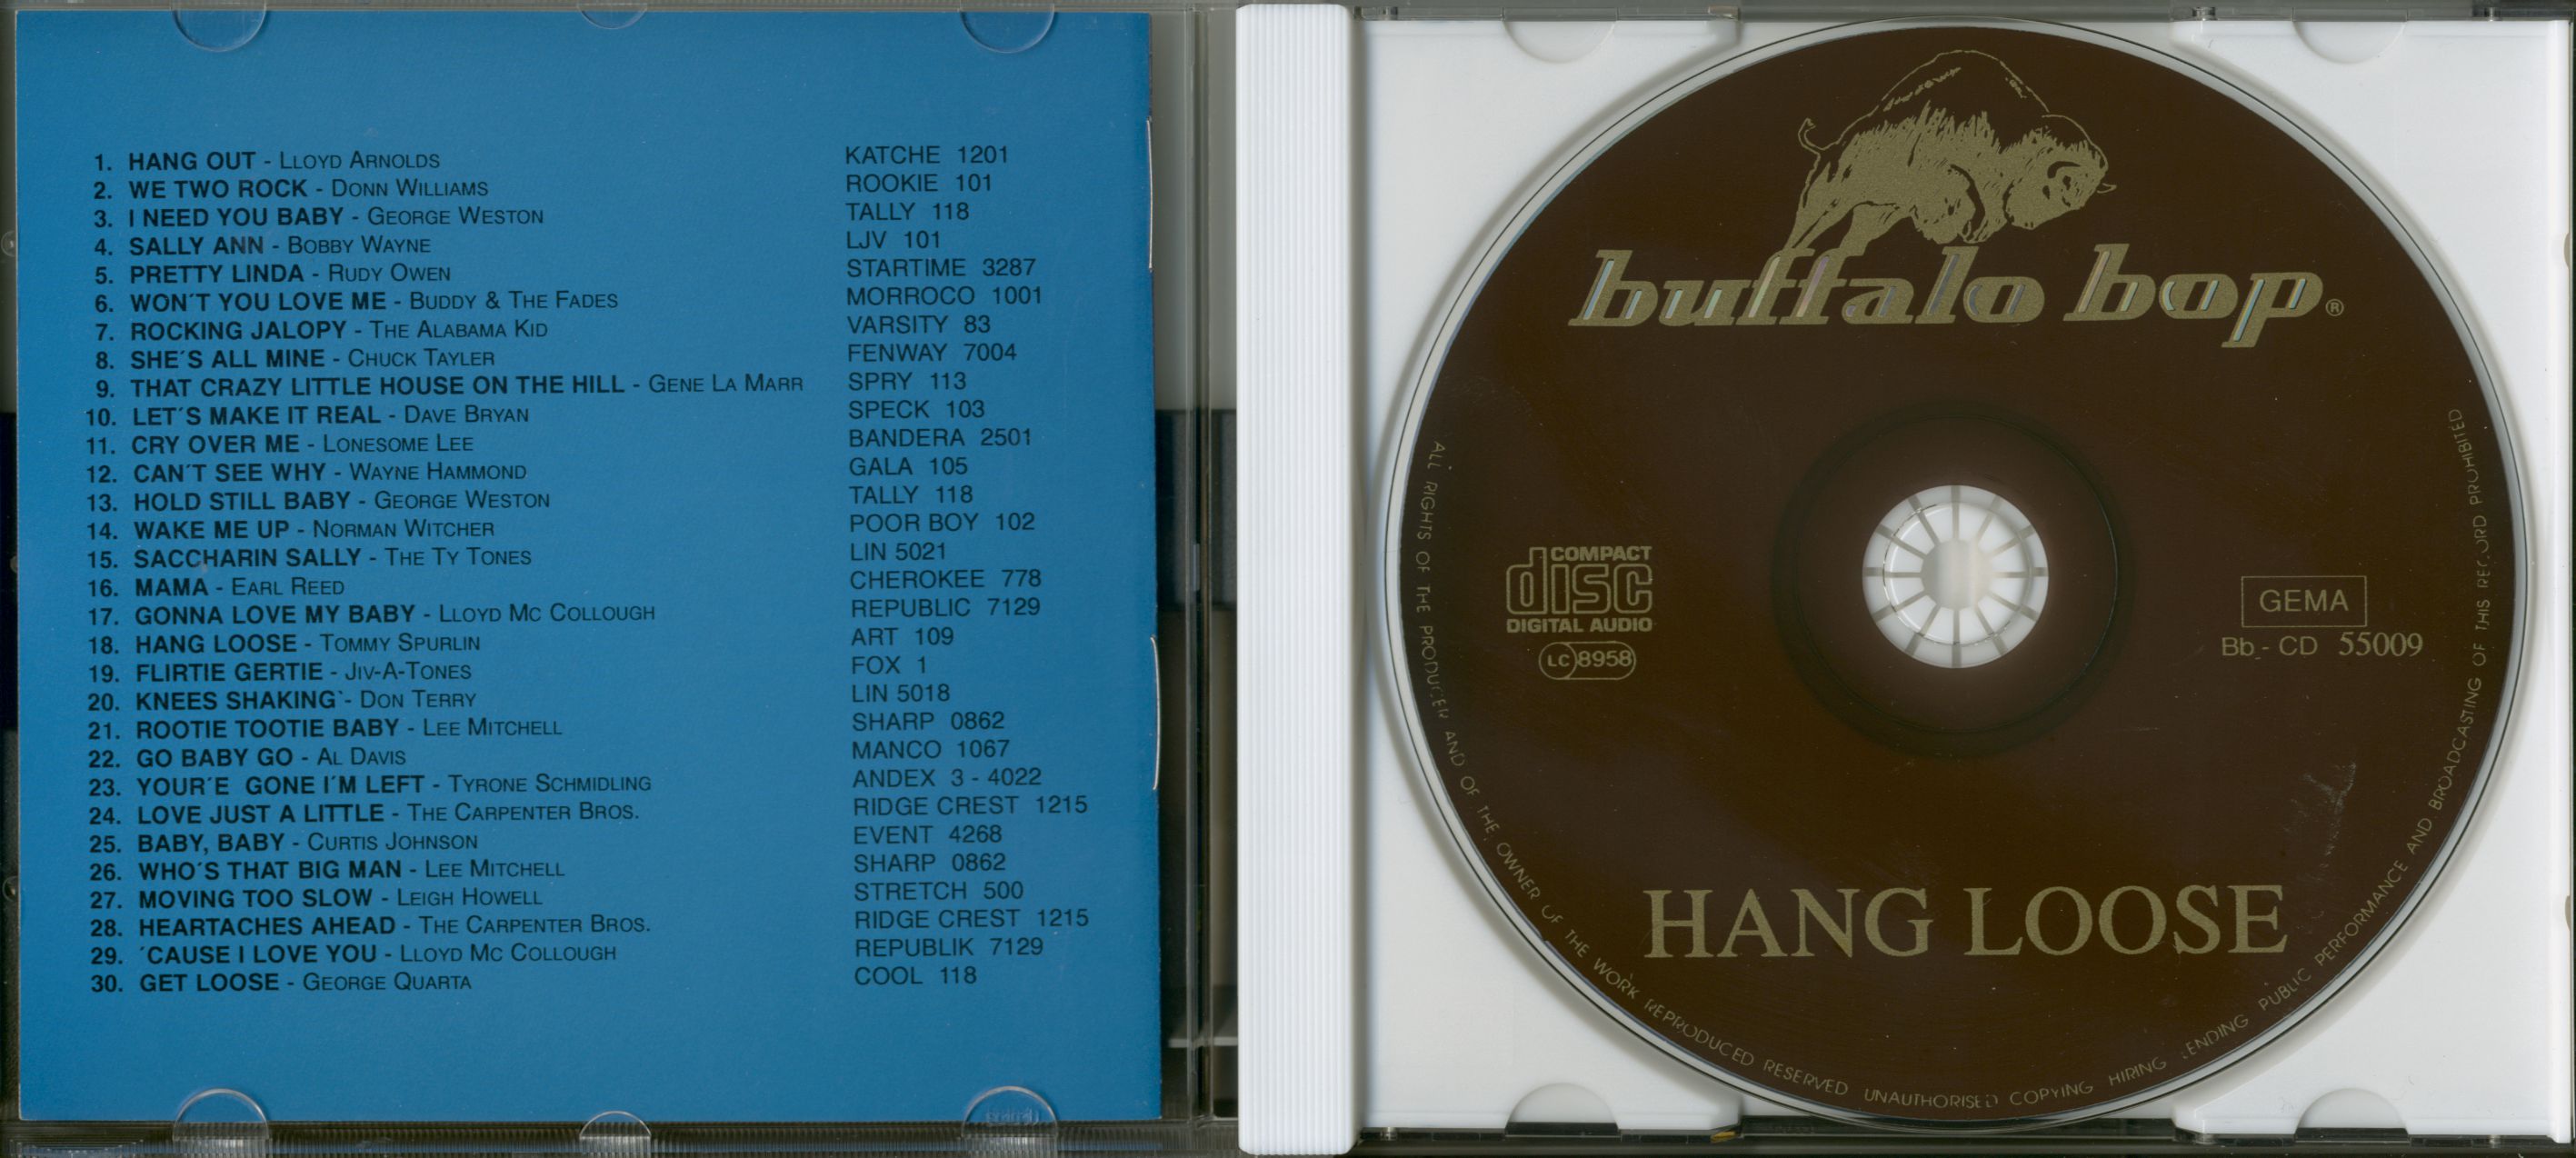 1. HANG OUT - LLOYD ARNOLDS KATCHE 1201
2. WE TWO ROCK - DONN WILLIAMS ROOKIE 101
3. I NEED YOU BABY - GEORGE WESTON TALLY 118
4. SALLY ANN - BOBBY WAYNE LJV 101
5. PRETTY LINDA - RUDY OWEN STARTIME 3287
6. WON´T YOU LOVE ME - BUDDY & THE FADES MORROCO 1001
7. ROCKING JALOPY - THE ALABAMA KID VARSITY 83
8. SHE´S ALL MINE - CHUCK TAYLER FENWAY 7004
9. THAT CRAZY LITTLE HOUSE ON THE HILL - GENE LA MARR SPRY 113
10. LET´S MAKE IT REAL - DAVE BRYAN SPECK 103
11. CRY OVER ME - LONESOME LEE BANDERA 2501
12. CAN´T SEE WHY - WAYNE HAMMOND GALA 105
13. HOLD STILL BABY - GEORGE WESTON TALLY 118
14. WAKE ME UP - NORMAN WITCHER POOR BOY 102
15. SACCHARIN SALLY - THE TY TONES LIN 5021
16. MAMA - EARL REED CHEROKEE 778
17. GONNA LOVE MY BABY - LLOYD MC COLLOUGH REPUBLIC 7129
18. HANG LOOSE - TOMMY SPURLIN ART 109
19. FLIRTIE GERTIE - JIV-A-TONES FOX 1
20. KNEES SHAKING`- DON TERRY LIN 5018
21. ROOTIE TOOTIE BABY - LEE MITCHELL SHARP 0862
22. GO BABY GO - AL DAVIS MANCO 1067
23. YOUR´E GONE I´M LEFT - TYRONE SCHMIDLING ANDEX 3 - 4022
24. LOVE JUST A LITTLE - THE CARPENTER BROS. RIDGE CREST 1215
25. BABY, BABY - CURTIS JOHNSON EVENT 4268
26. WHO´S THAT BIG MAN - LEE MITCHELL SHARP 0862
27. MOVING TOO SLOW - LEIGH HOWELL STRETCH 500
28. HEARTACHES AHEAD - THE CARPENTER BROS. RIDGE CREST 1215
29. ´CAUSE I LOVE YOU - LLOYD MC COLLOUGH REPUBLIK 7129
30. GET LOOSE - GEORGE QUARTA COOL 118
buffalo bop®
COMPACT
disc
DIGITAL AUDIO
LC 8958
GEMA
Bb - CD 55009
HANG LOOSE
ALL RIGHTS OF THE PRODUCER AND OF THE OWNER OF THE WORK REPRODUCED RESERVED UNAUTHORISED COPYING HIRING LENDING PUBLIC PERFORMANCE AND BROADCASTING OF THIS RECORD PROHIBITED